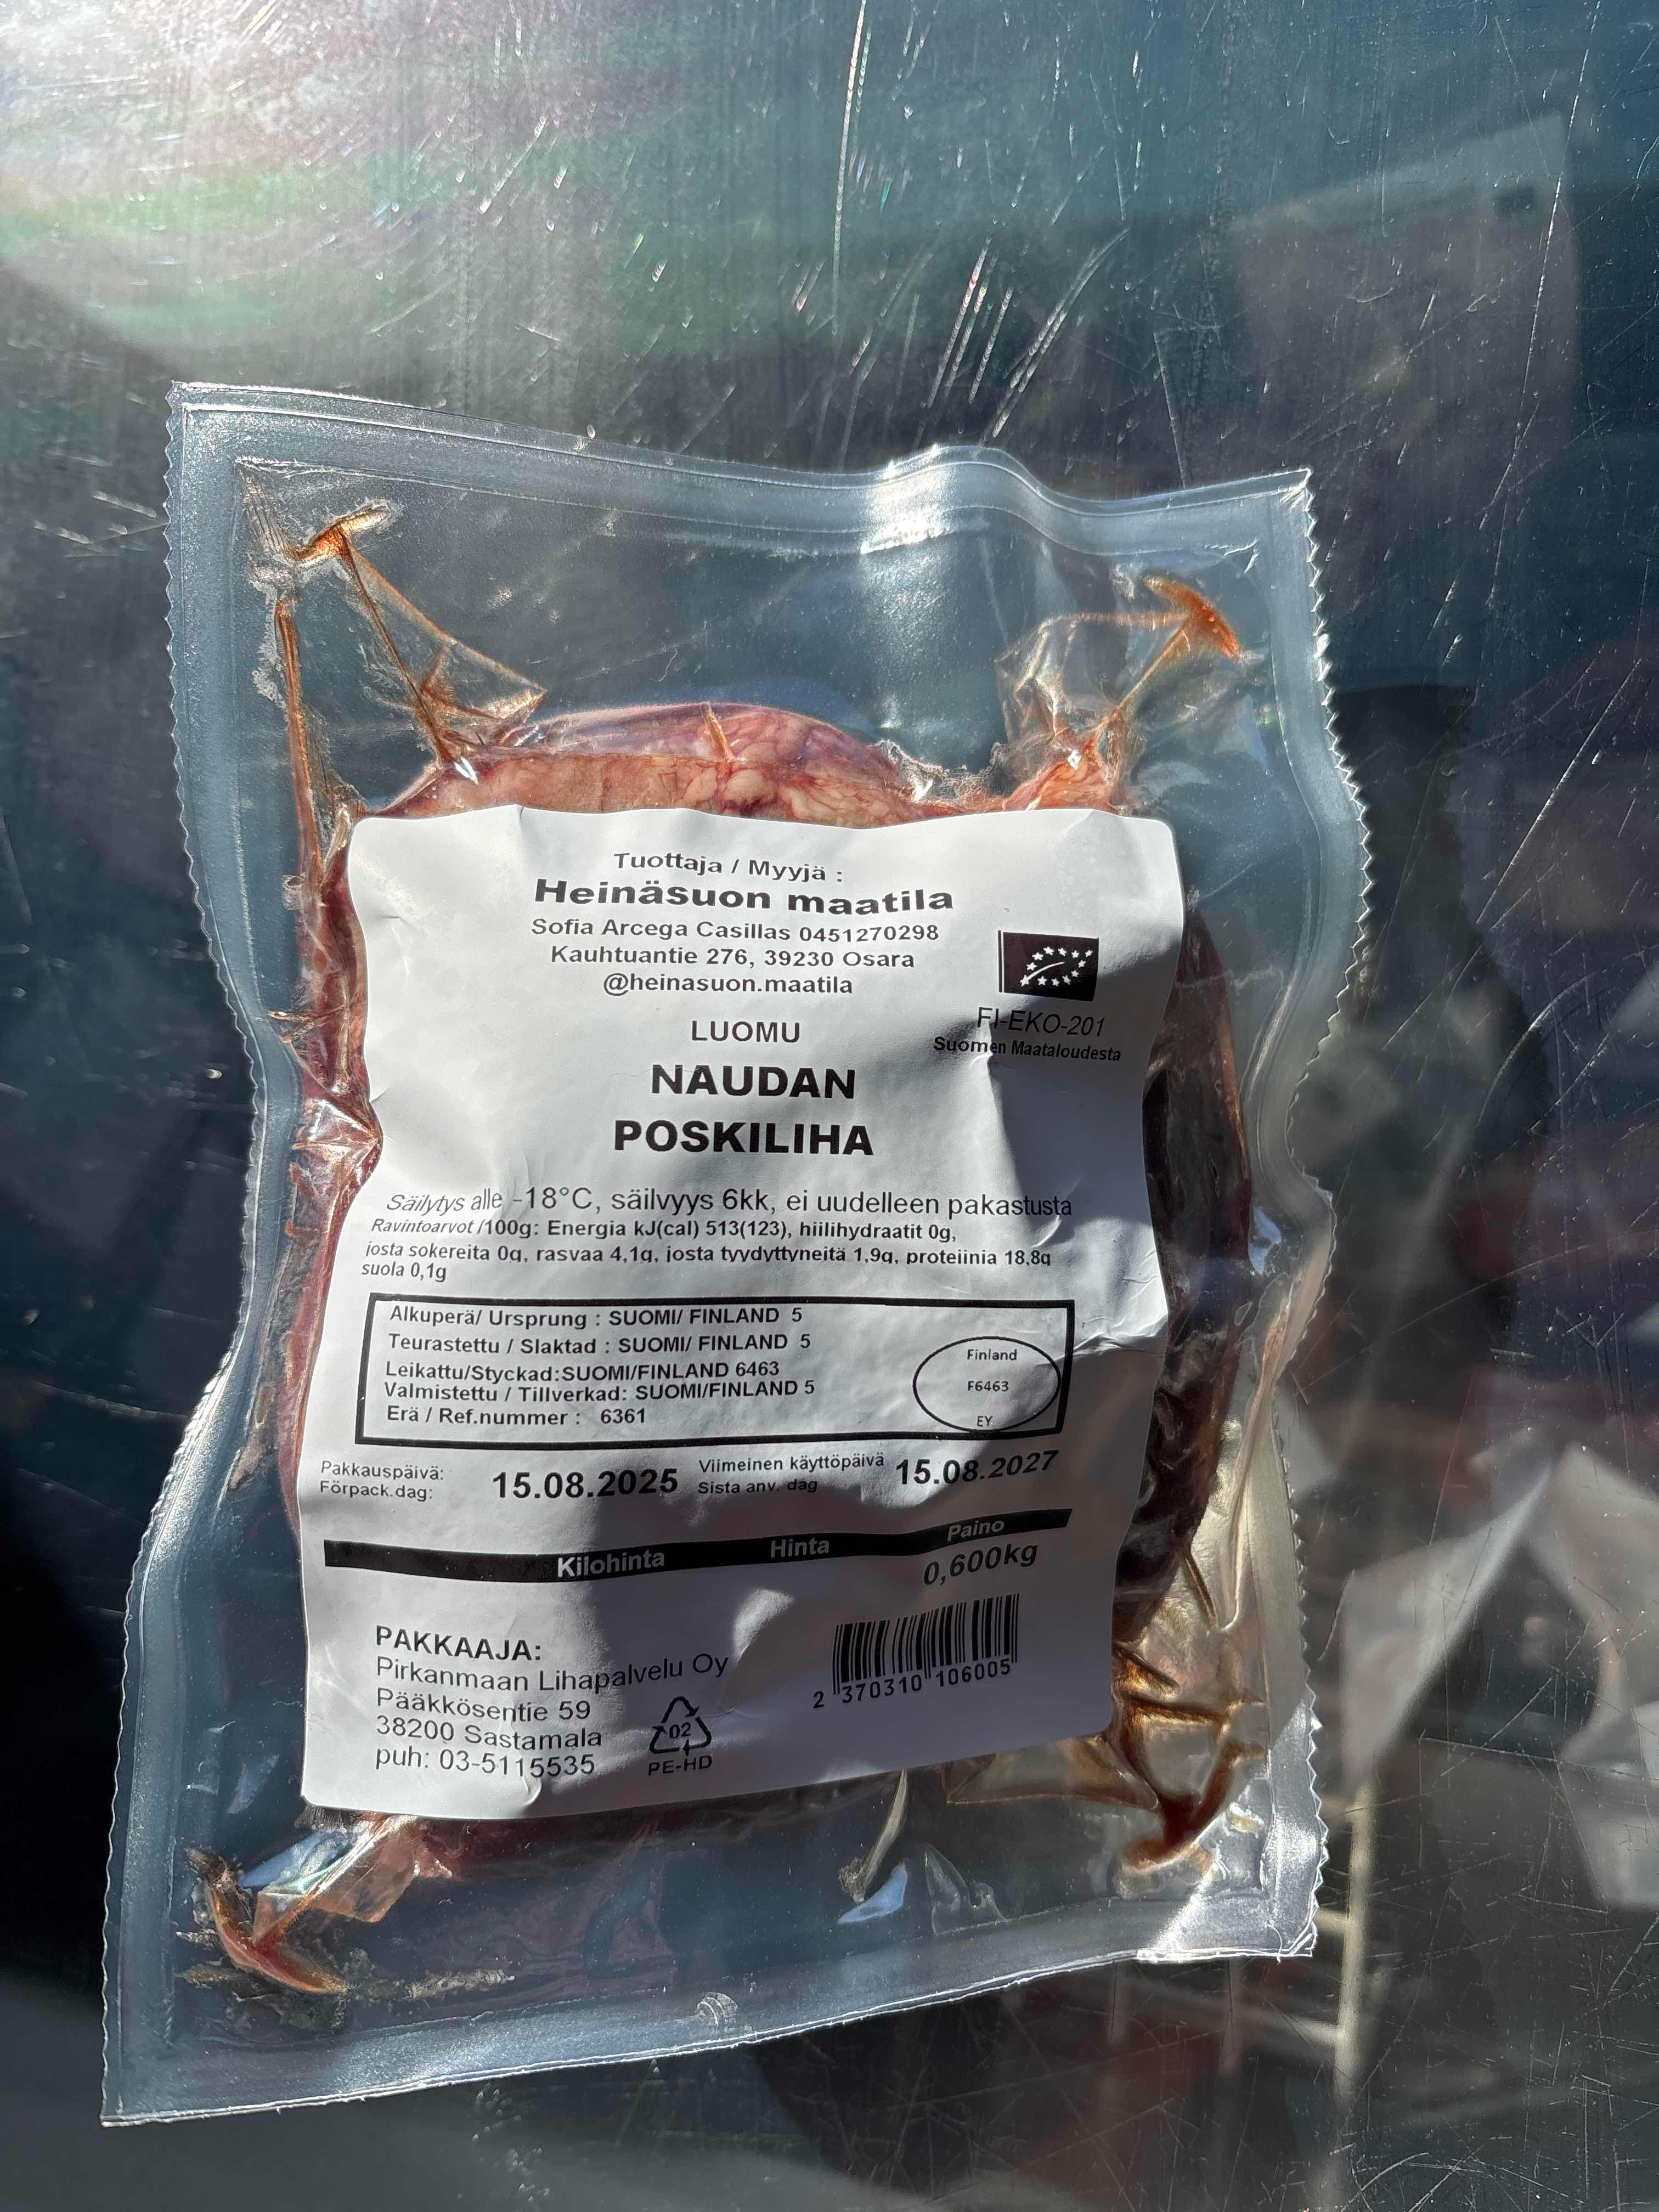 Tuottaja / Myyjä :
Heinäsuon maatila
Sofia Arcega Casillas 0451270298
Kauhtuantie 276, 39230 Osara
@heinasuon.maatila
FI-EKO-201
Suomen Maataloudesta
LUOMU
NAUDAN
POSKILIHA
Säilytys alle -18°C, säilvyys 6kk, ei uudelleen pakastusta
Ravintoarvot /100g: Energia kJ(cal) 513(123), hiilihydraatit 0g,
josta sokereita 0g, rasvaa 4,1g, josta tyydyttyneitä 1,9g, proteiinia 18,8g
suola 0,1g
Alkuperä/ Ursprung : SUOMI/ FINLAND 5
Teurastettu / Slaktad : SUOMI/ FINLAND 5
Leikattu/Styckad:SUOMI/FINLAND 6463
Valmistettu / Tillverkad: SUOMI/FINLAND 5
Erä / Ref.nummer : 6361
Finland
F6463
EY
Pakkauspäivä:
Förpack.dag:
15.08.2025
Viimeinen käyttöpäivä
Sista anv. dag
15.08.2027
Kilohinta Hinta Paino
0,600kg
PAKKAAJA:
Pirkanmaan Lihapalvelu Oy
Pääkkösentie 59
38200 Sastamala
puh: 03-5115535
02
PE-HD
2 370310 106005